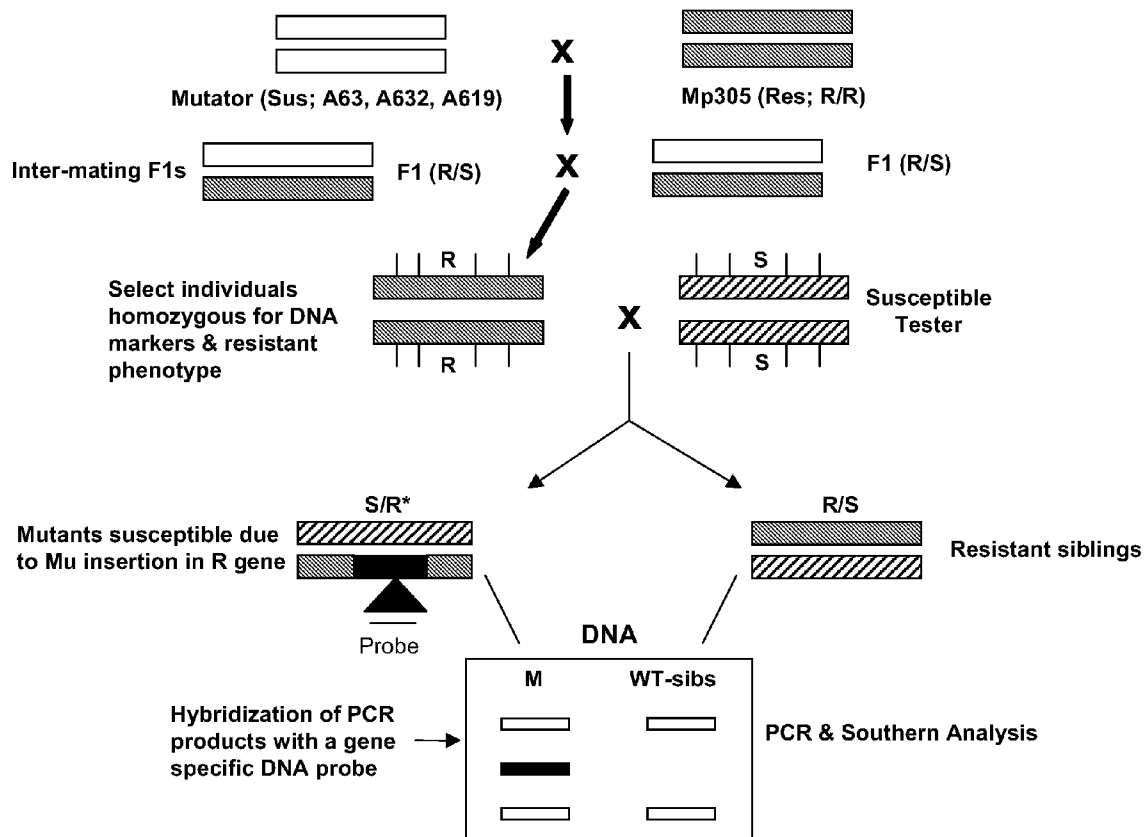 X
Mutator (Sus; A63, A632, A619)
Mp305 (Res; R/R)
Inter-mating F1s
F1 (R/S)
X
F1 (R/S)
R
S
Select individuals
homozygous for DNA
markers & resistant
phenotype
X
Susceptible
Tester
R
S
S/R*
R/S
Mutants susceptible due
to Mu insertion in R gene
Resistant siblings
Probe
DNA
M
WT-sibs
Hybridization of PCR
products with a gene
specific DNA probe
PCR & Southern Analysis